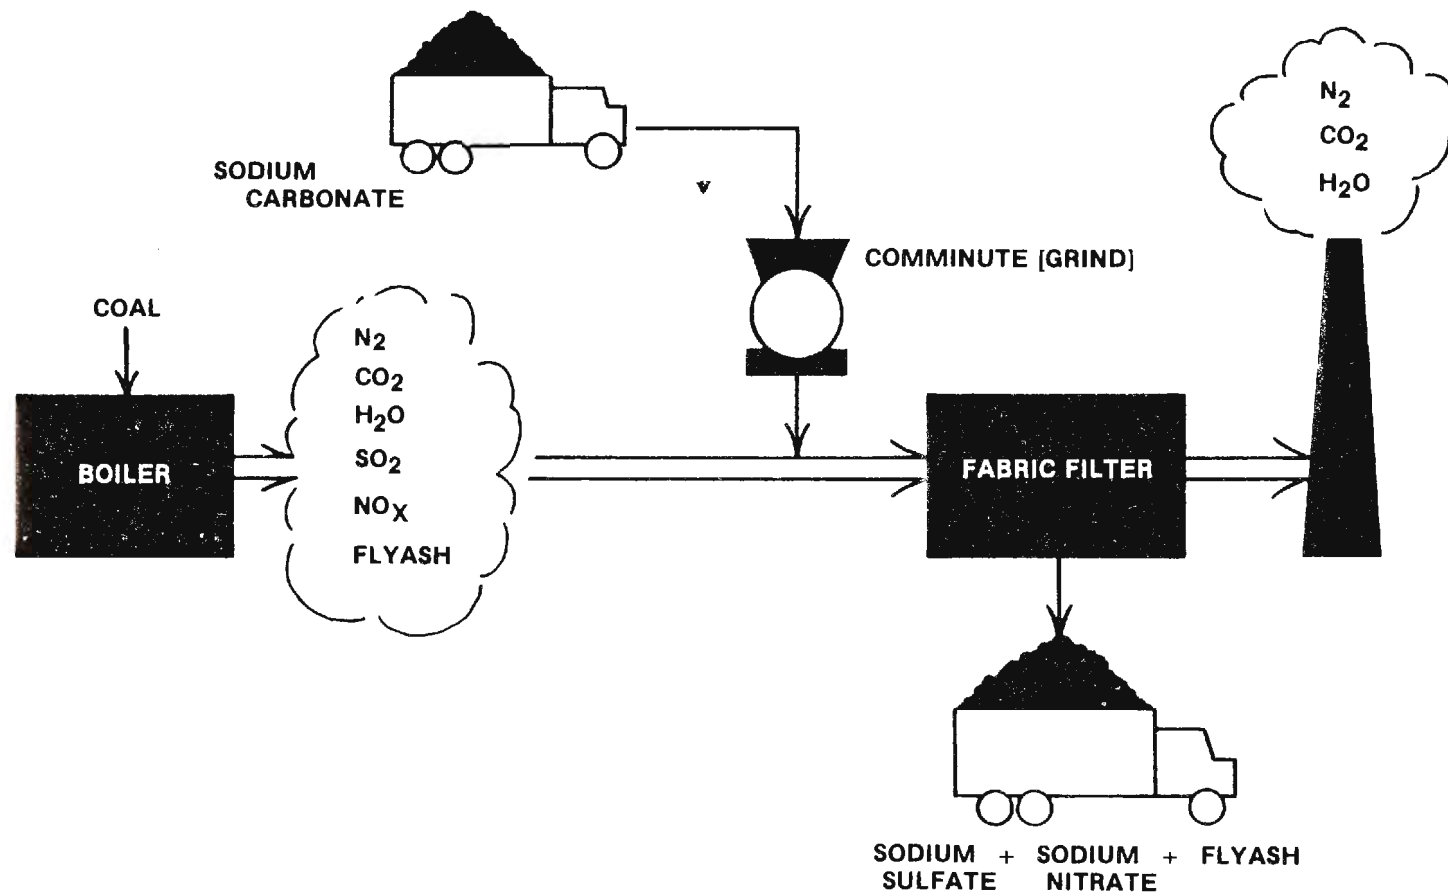 SODIUM
CARBONATE
N2
CO2
H2O
COMMINUTE [GRIND]
COAL
N2
CO2
H2O
SO2
NOX
FLYASH
BOILER
FABRIC FILTER
SODIUM + SODIUM + FLYASH
SULFATE NITRATE